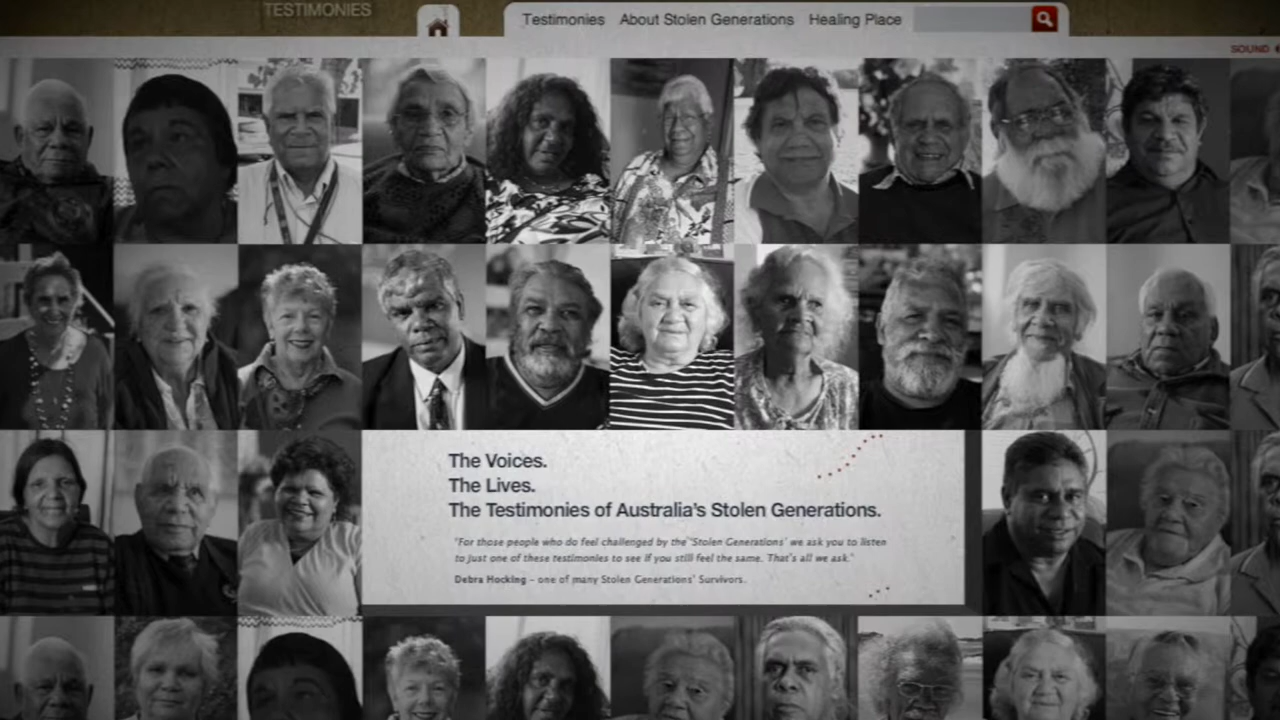 TESTIMONIES
Testimonies About Stolen Generations Healing Place
SOUND
The Voices.
The Lives.
The Testimonies of Australia's Stolen Generations.
'For those people who do feel challenged by the 'Stolen Generations' we ask you to listen
to just one of these testimonies to see if you still feel the same. That's all we ask.'
Debra Hocking – one of many Stolen Generations' Survivors.